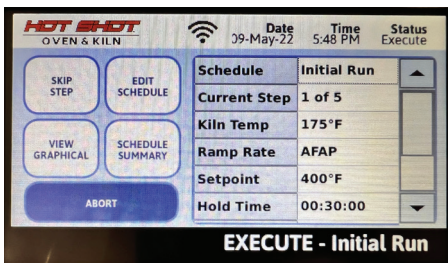 HOT SHOT
OVEN & KILN
Date
09-May-22
Time
5:48 PM
Status
Execute
SKIP
STEP
EDIT
SCHEDULE
VIEW
GRAPHICAL
SCHEDULE
SUMMARY
ABORT
Schedule Initial Run
Current Step 1 of 5
Kiln Temp 175°F
Ramp Rate AFAP
Setpoint 400°F
Hold Time 00:30:00
EXECUTE - Initial Run